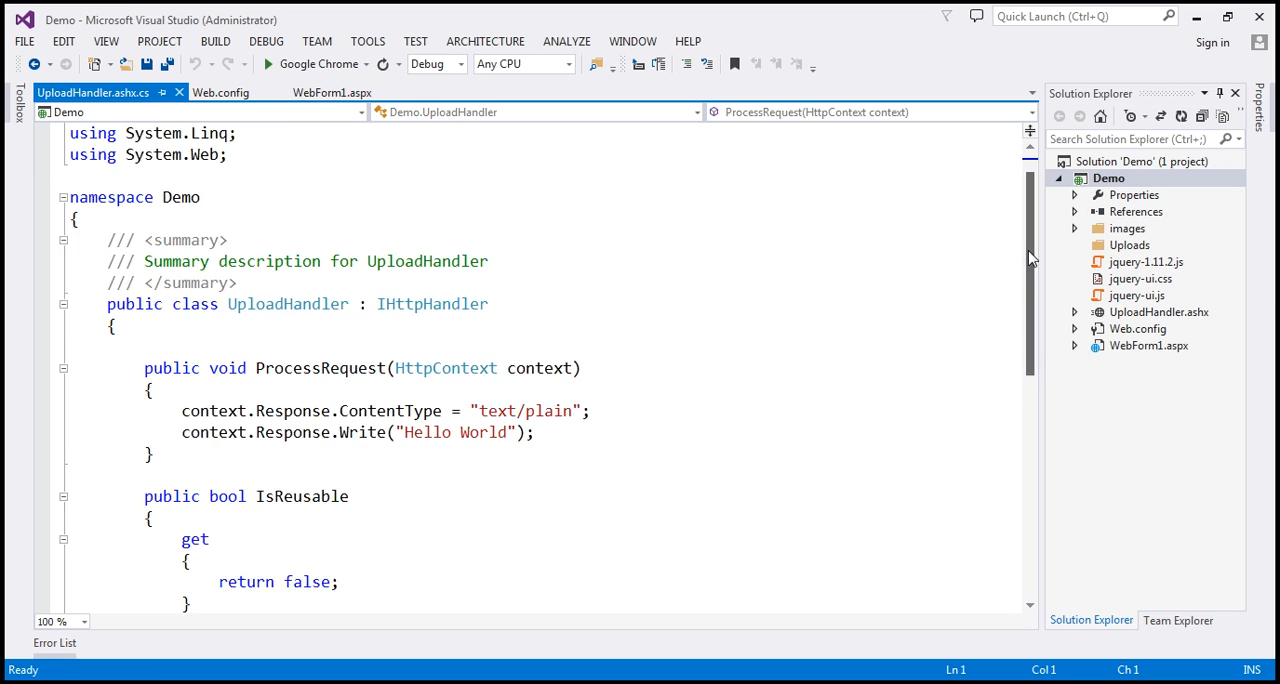 Demo - Microsoft Visual Studio (Administrator)
Quick Launch (Ctrl+Q)
FILE EDIT VIEW PROJECT BUILD DEBUG TEAM TOOLS TEST ARCHITECTURE ANALYZE WINDOW HELP
Sign in
Google Chrome Debug Any CPU
Toolbox
UploadHandler.ashx.cs Web.config WebForm1.aspx
Demo Demo.UploadHandler ProcessRequest(HttpContext context)
using System.Linq;
using System.Web;
namespace Demo
{
/// <summary>
/// Summary description for UploadHandler
/// </summary>
public class UploadHandler : IHttpHandler
{
public void ProcessRequest(HttpContext context)
{
context.Response.ContentType = "text/plain";
context.Response.Write("Hello World");
}
public bool IsReusable
{
get
{
return false;
}
100 %
Error List
Solution Explorer
Search Solution Explorer (Ctrl+;)
Solution 'Demo' (1 project)
Demo
Properties
References
images
Uploads
jquery-1.11.2.js
jquery-ui.css
jquery-ui.js
UploadHandler.ashx
Web.config
WebForm1.aspx
Solution Explorer Team Explorer
Properties
Ready Ln 1 Col 1 Ch 1 INS